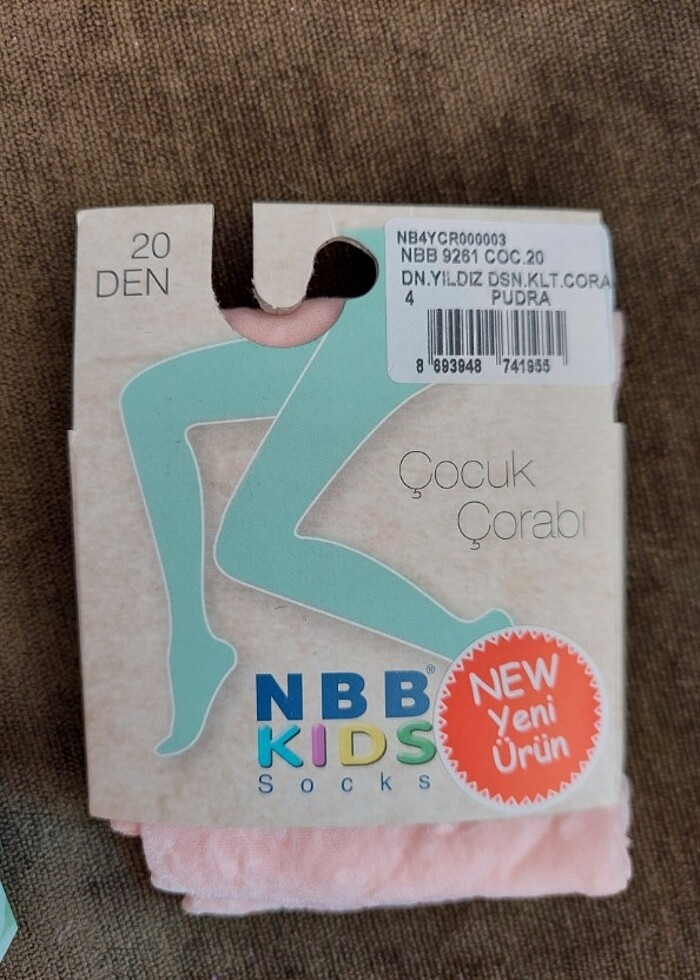 20
DEN
NB4YCR000003
NBB 9261 COC.20
DN.YILDIZ DSN.KLT.CORA
4 PUDRA
8 693948 741955
Çocuk
Çorabı
NBB®
KIDS
Socks
NEW
Yeni
Ürün